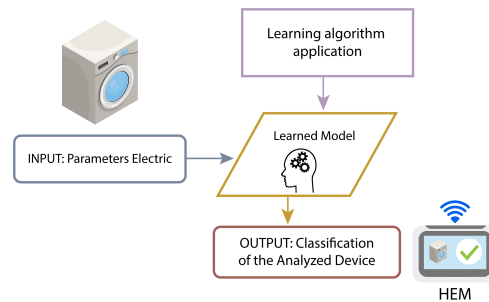 Learning algorithm
application
Learned Model
INPUT: Parameters Electric
OUTPUT: Classification
of the Analyzed Device
HEM